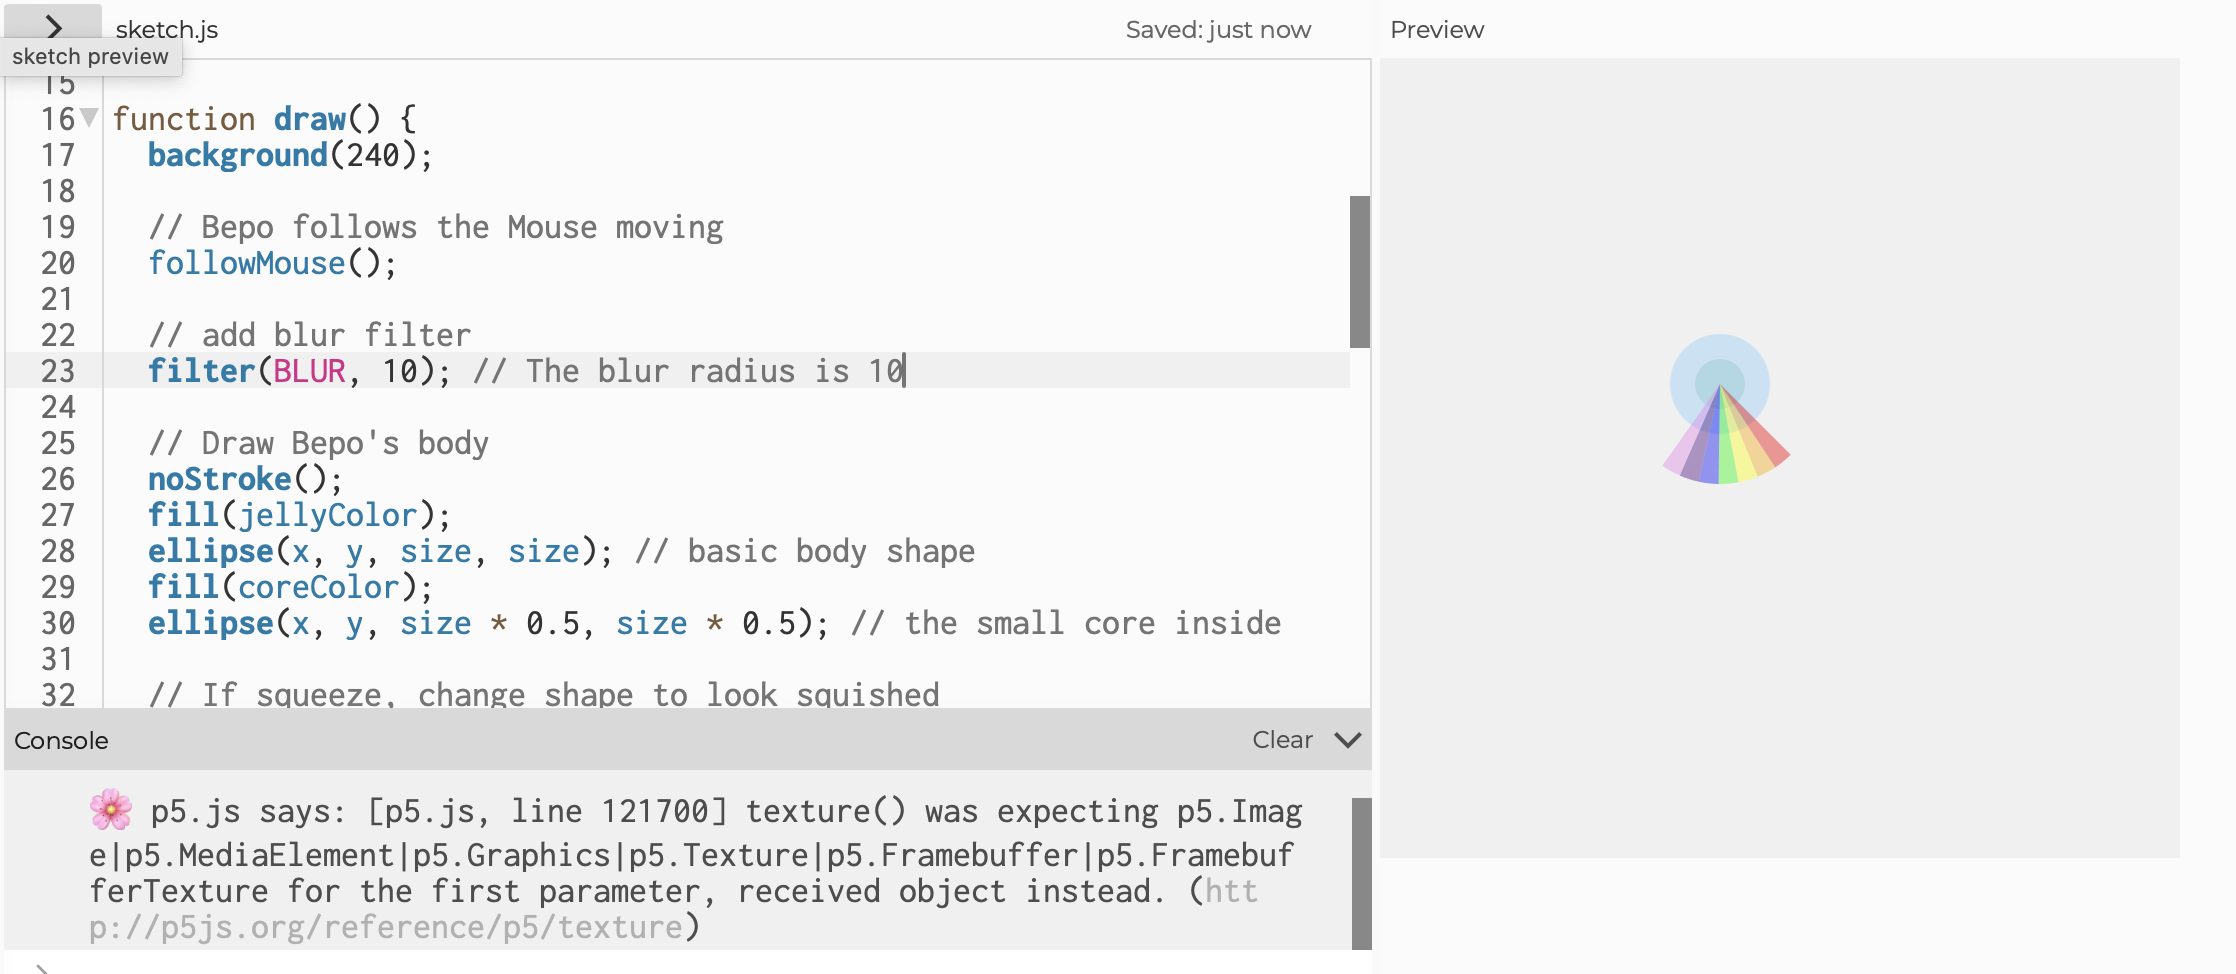 sketch.js
Saved: just now
Preview
sketch preview
15
16 function draw() {
17 background(240);
18
19 // Bepo follows the Mouse moving
20 followMouse();
21
22 // add blur filter
23 filter(BLUR, 10); // The blur radius is 10
24
25 // Draw Bepo's body
26 noStroke();
27 fill(jellyColor);
28 ellipse(x, y, size, size); // basic body shape
29 fill(coreColor);
30 ellipse(x, y, size * 0.5, size * 0.5); // the small core inside
31
32 // If squeeze, change shape to look squished
Console
Clear
🌸 p5.js says: [p5.js, line 121700] texture() was expecting p5.Imag
e|p5.MediaElement|p5.Graphics|p5.Texture|p5.Framebuffer|p5.Framebuf
ferTexture for the first parameter, received object instead. (htt
p://p5js.org/reference/p5/texture)